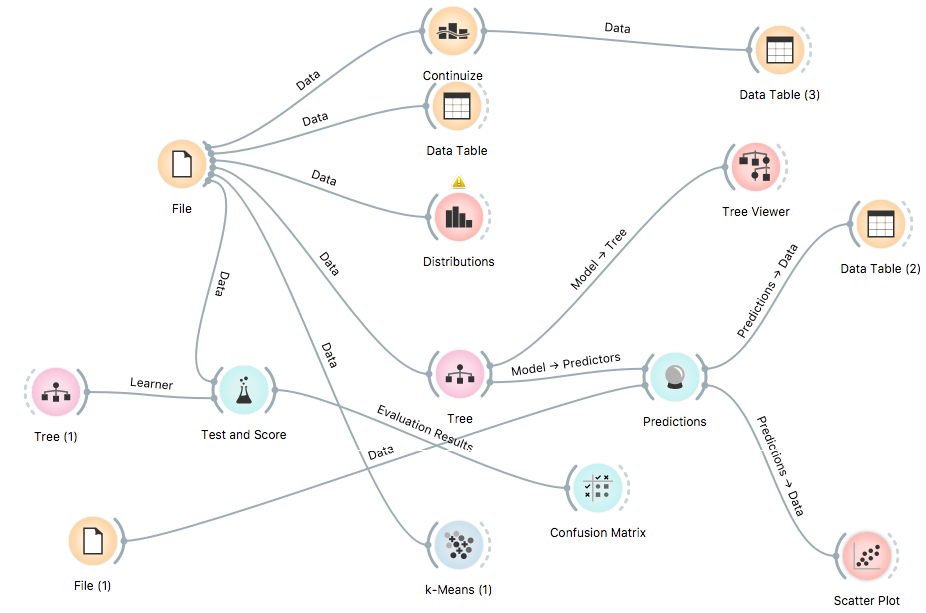 Data
Continuize
Data
Data Table (3)
Data
Data Table
File
Data
Distributions
Tree Viewer
Data
Data
Model → Tree
Predictions → Data
Data Table (2)
Data
Learner
Tree (1)
Test and Score
Tree
Model → Predictors
Predictions
Evaluation Results
Data
Predictions → Data
Confusion Matrix
File (1)
k-Means (1)
Scatter Plot